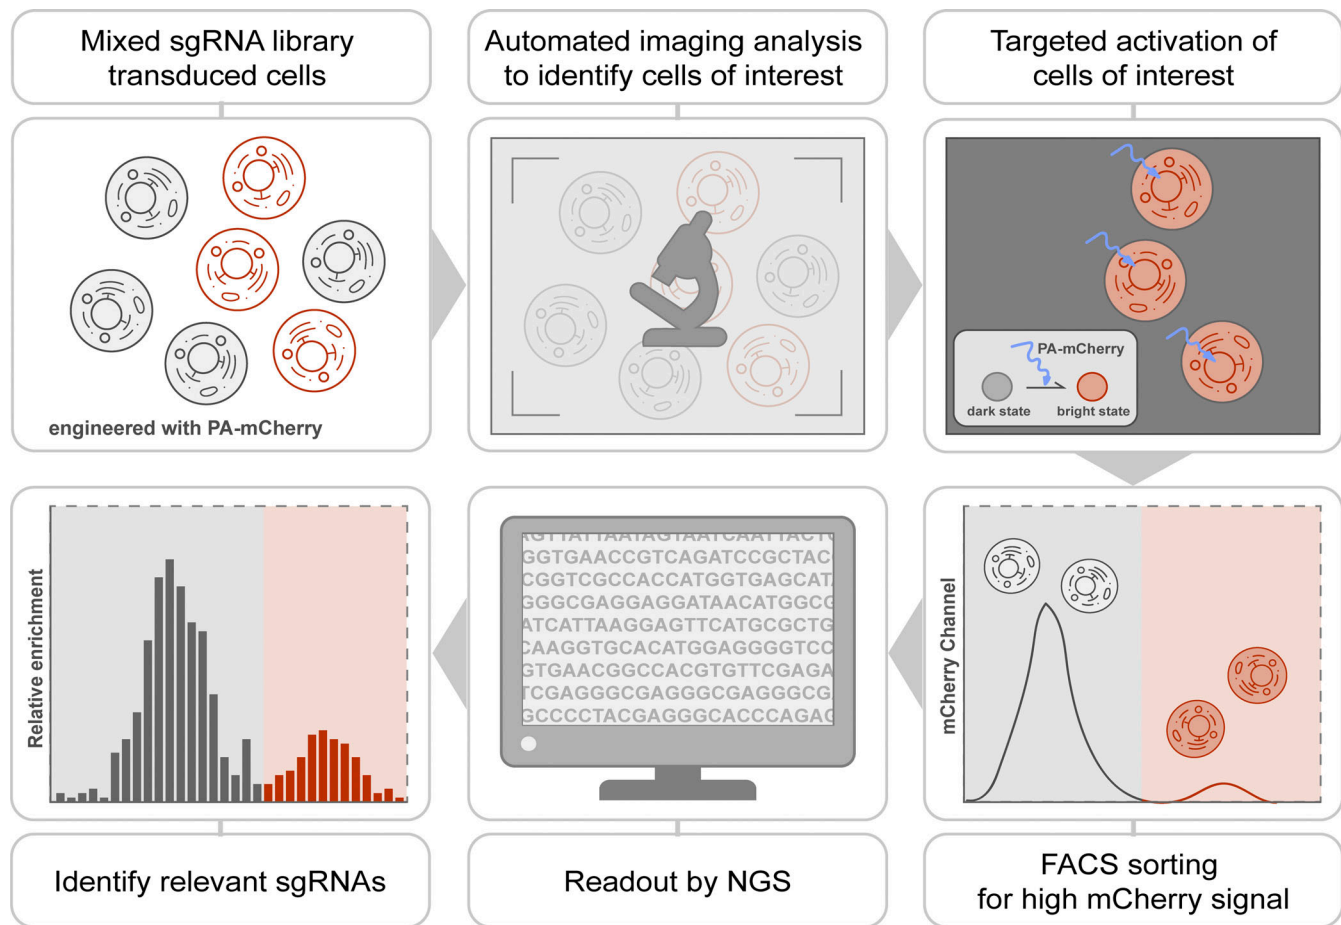 Mixed sgRNA library
transduced cells
Automated imaging analysis
to identify cells of interest
Targeted activation of
cells of interest
engineered with PA-mCherry
PA-mCherry
dark state
bright state
Relative enrichment
AGTTATTAATAGTAATCAATTACTG
GGTGAACCGTCAGATCCGCTAC
CGGTCGCCACCATGGTGAGCAT
GGGCGAGGAGGATAACATGGCG
ATCATTAAGGAGTTCATGCGCTG
CAAGGTGCACATGGAGGGGTCC
GTGAACGGCCACGTGTTCGAGA
TCGAGGGCGAGGGCGAGGGCG
GCCCCTACGAGGGCACCCAGAC
mCherry Channel
Identify relevant sgRNAs
Readout by NGS
FACS sorting
for high mCherry signal